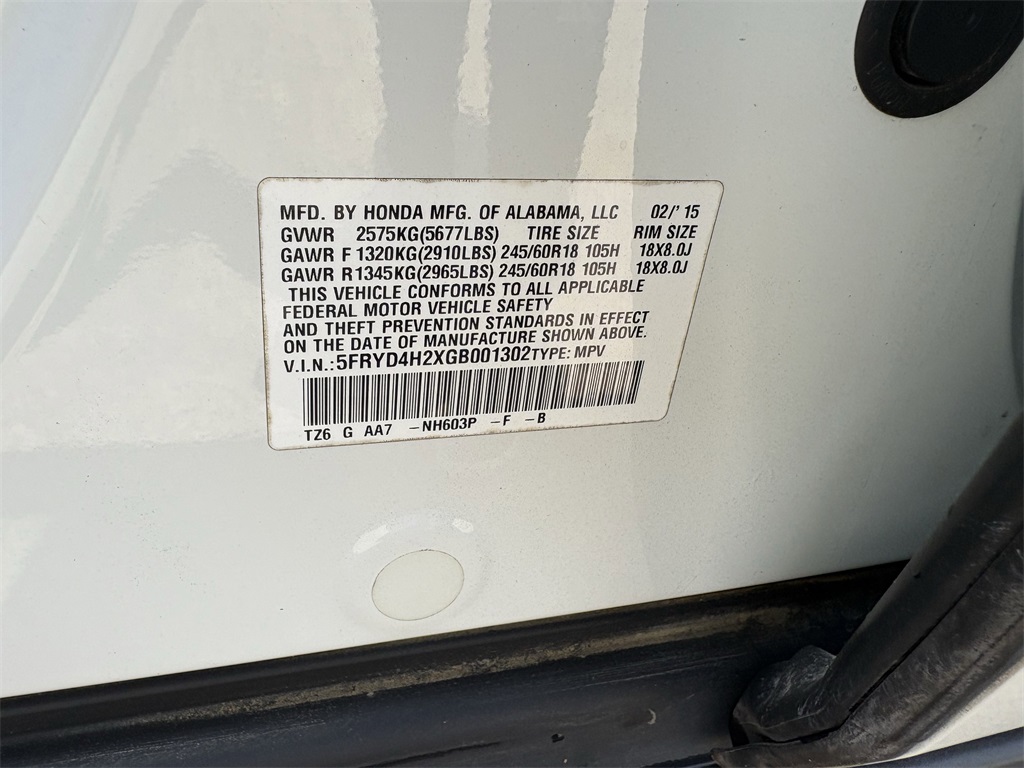 MFD. BY HONDA MFG. OF ALABAMA, LLC 02/' 15
GVWR 2575KG(5677LBS) TIRE SIZE RIM SIZE
GAWR F 1320KG(2910LBS) 245/60R18 105H 18X8.0J
GAWR R1345KG(2965LBS) 245/60R18 105H 18X8.0J
THIS VEHICLE CONFORMS TO ALL APPLICABLE
FEDERAL MOTOR VEHICLE SAFETY
AND THEFT PREVENTION STANDARDS IN EFFECT
ON THE DATE OF MANUFACTURE SHOWN ABOVE.
V.I.N.:5FRYD4H2XGB001302TYPE: MPV
TZ6 G AA7 -NH603P -F -B